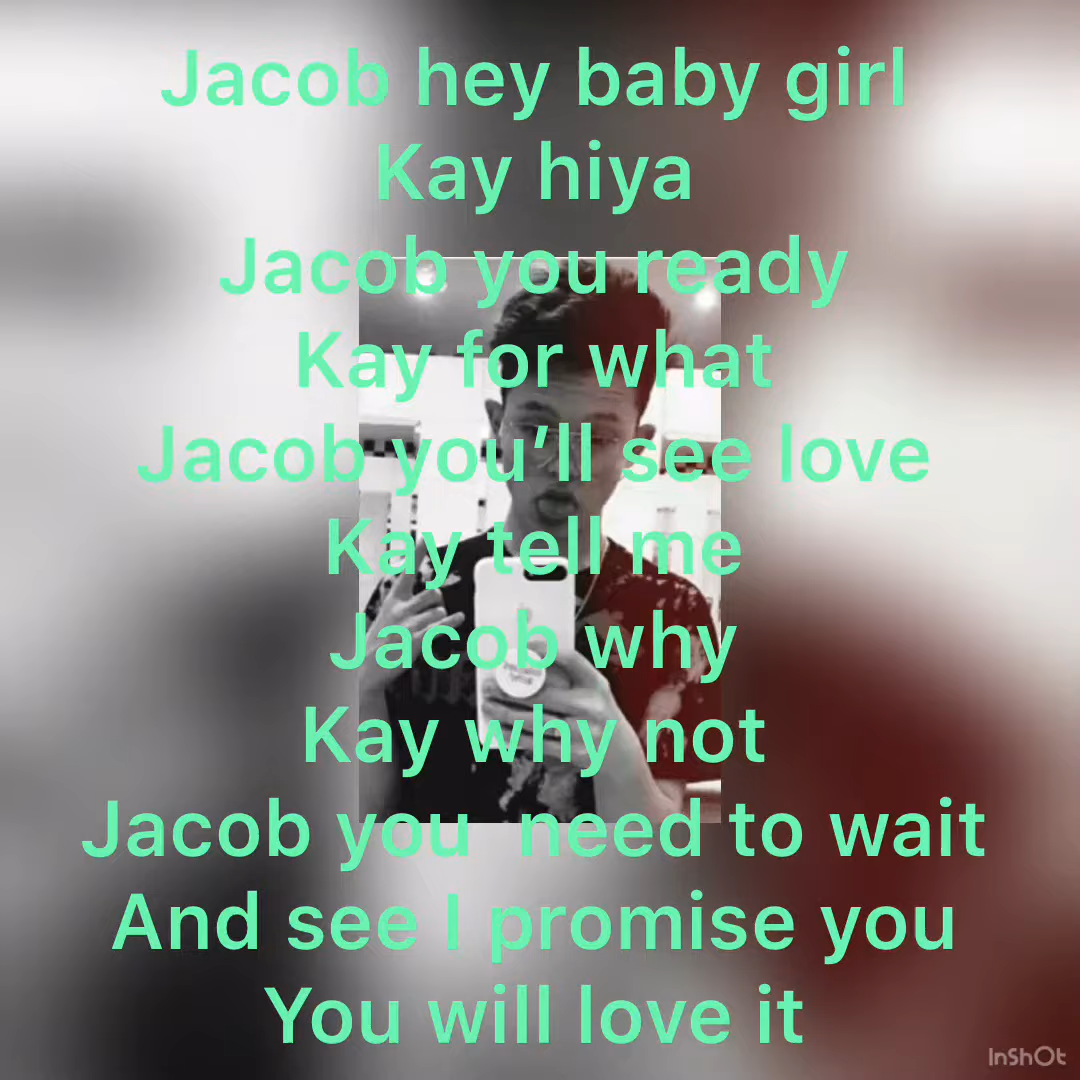 Jacob hey baby girl
Kay hiya
Jacob you ready
Kay for what
Jacob you’ll see love
Kay tell me
Jacob why
Kay why not
Jacob you  need to wait
And see I promise you
You will love it
InShOt